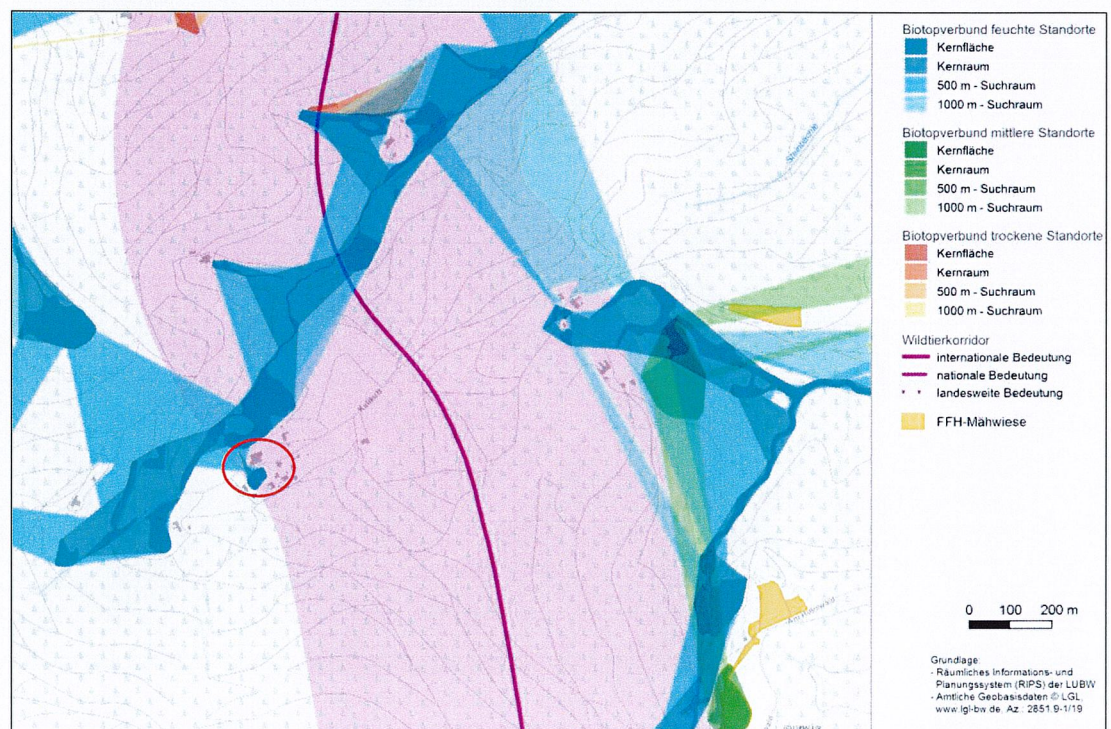 Biotopverbund feuchte Standorte
Kernfläche
Kernraum
500 m - Suchraum
1000 m - Suchraum
Biotopverbund mittlere Standorte
Kernfläche
Kernraum
500 m - Suchraum
1000 m - Suchraum
Biotopverbund trockene Standorte
Kernfläche
Kernraum
500 m - Suchraum
1000 m - Suchraum
Wildtierkorridor
internationale Bedeutung
nationale Bedeutung
landesweite Bedeutung
FFH-Mähwiese
0 100 200 m
Grundlage:
- Räumliches Informations- und
Planungssystem (RIPS) der LUBW
- Amtliche Geobasisdaten © LGL,
www.lgl-bw.de, Az.: 2851.9-1/19